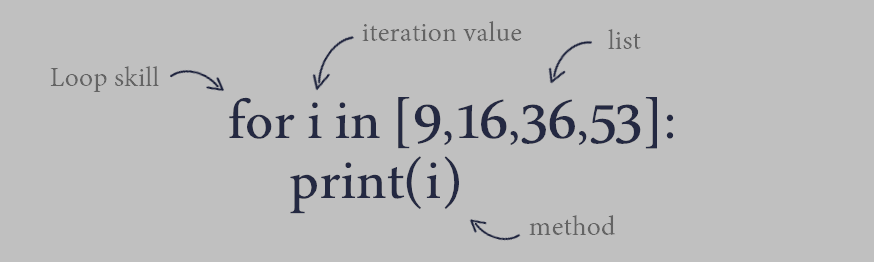 iteration value
list
Loop skill
for i in [9,16,36,53]:
print(i)
method